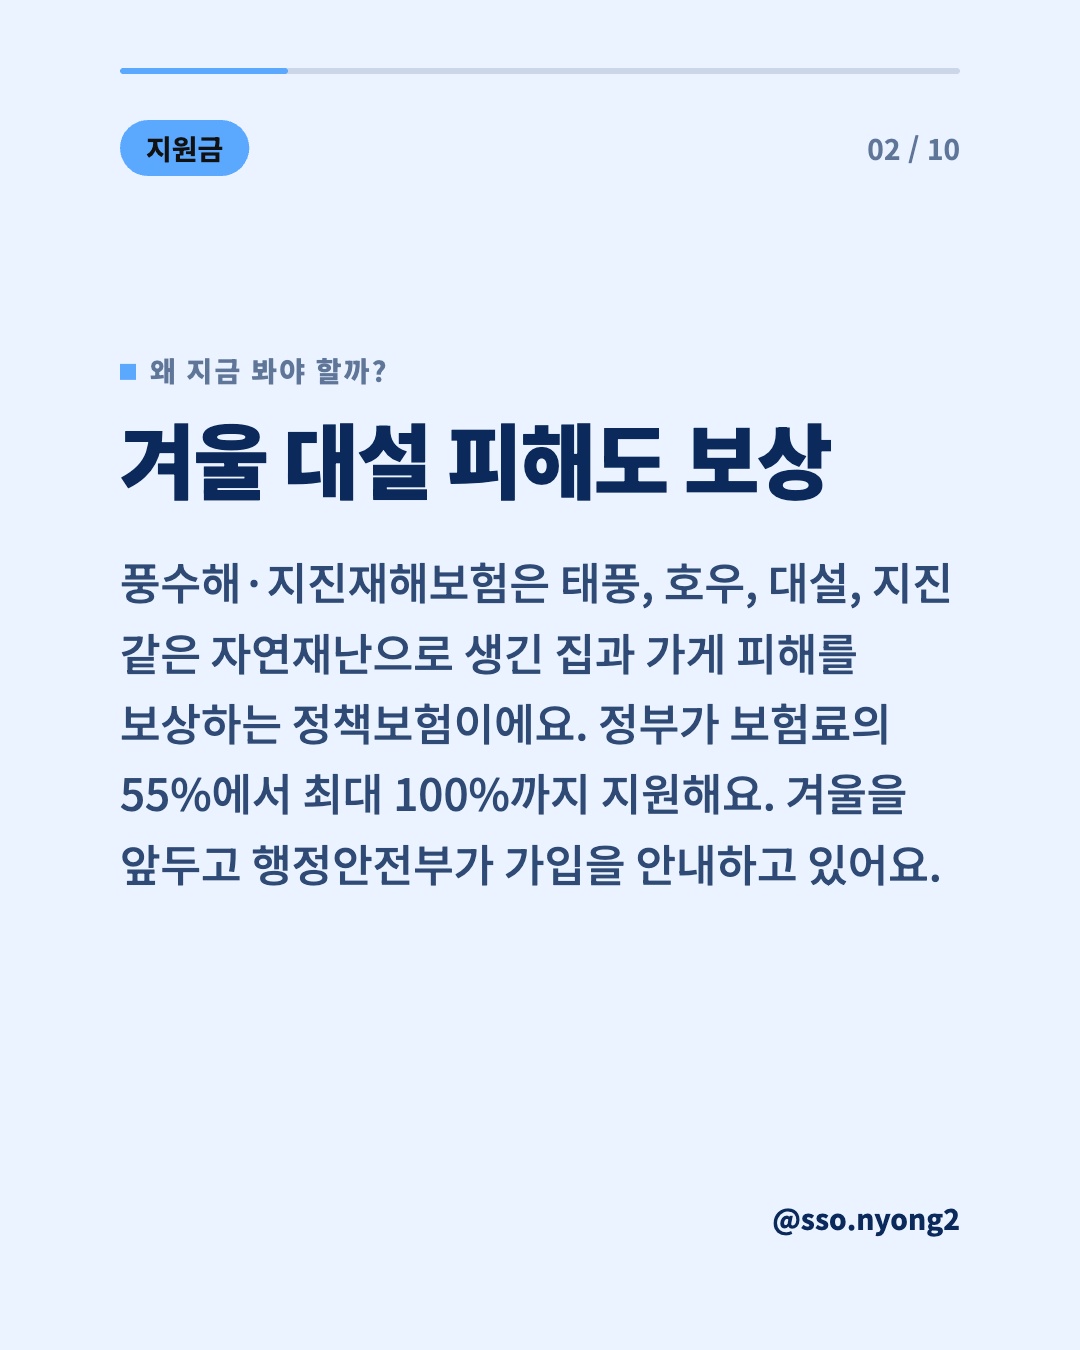 지원금
02 / 10
왜 지금 봐야 할까?
겨울 대설 피해도 보상
풍수해·지진재해보험은 태풍, 호우, 대설, 지진
같은 자연재난으로 생긴 집과 가게 피해를
보상하는 정책보험이에요. 정부가 보험료의
55%에서 최대 100%까지 지원해요. 겨울을
앞두고 행정안전부가 가입을 안내하고 있어요.
@sso.nyong2